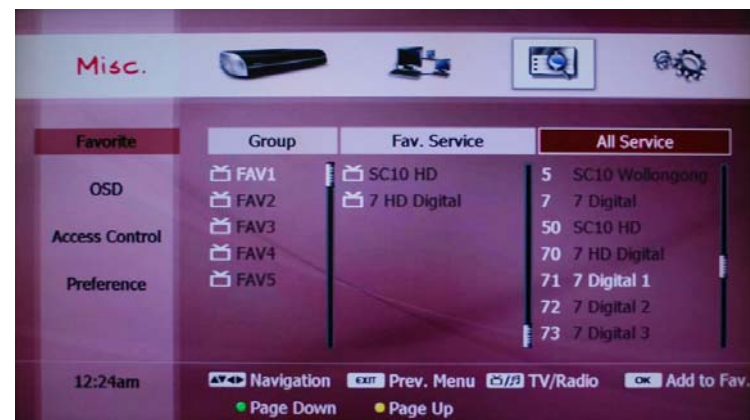 Misc.
Favorite
OSD
Access Control
Preference
12:24am
Group
FAV1
FAV2
FAV3
FAV4
FAV5
Fav. Service
SC10 HD
7 HD Digital
All Service
5 SC10 Wollongong
7 7 Digital
50 SC10 HD
70 7 HD Digital
71 7 Digital 1
72 7 Digital 2
73 7 Digital 3
Navigation EXIT Prev. Menu TV/Radio OK Add to Fav.
Page Down Page Up